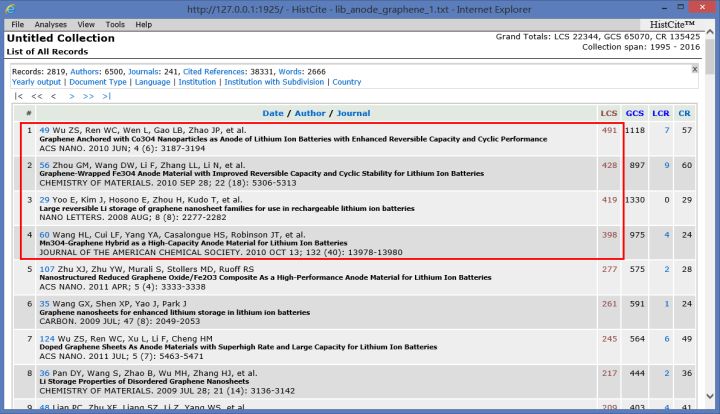 http://127.0.0.1:1925/ - HistCite - lib_anode_graphene_1.txt - Internet Explorer
File Analyses View Tools Help HistCite™
Untitled Collection Grand Totals: LCS 22344, GCS 65070, CR 135425
List of All Records Collection span: 1995 - 2016
Records: 2819, Authors: 6500, Journals: 241, Cited References: 38331, Words: 2666 x
Yearly output | Document Type | Language | Institution | Institution with Subdivision | Country
|< << < > >> >|
# Date / Author / Journal LCS GCS LCR CR
1 49 Wu ZS, Ren WC, Wen L, Gao LB, Zhao JP, et al. 491 1118 7 57
Graphene Anchored with Co3O4 Nanoparticles as Anode of Lithium Ion Batteries with Enhanced Reversible Capacity and Cyclic Performance
ACS NANO. 2010 JUN; 4 (6): 3187-3194
2 56 Zhou GM, Wang DW, Li F, Zhang LL, Li N, et al. 428 897 9 60
Graphene-Wrapped Fe3O4 Anode Material with Improved Reversible Capacity and Cyclic Stability for Lithium Ion Batteries
CHEMISTRY OF MATERIALS. 2010 SEP 28; 22 (18): 5306-5313
3 29 Yoo E, Kim J, Hosono E, Zhou H, Kudo T, et al. 419 1330 0 29
Large reversible Li storage of graphene nanosheet families for use in rechargeable lithium ion batteries
NANO LETTERS. 2008 AUG; 8 (8): 2277-2282
4 60 Wang HL, Cui LF, Yang YA, Casalongue HS, Robinson JT, et al. 398 975 4 24
Mn3O4-Graphene Hybrid as a High-Capacity Anode Material for Lithium Ion Batteries
JOURNAL OF THE AMERICAN CHEMICAL SOCIETY. 2010 OCT 13; 132 (40): 13978-13980
5 107 Zhu XJ, Zhu YW, Murali S, Stollers MD, Ruoff RS 277 575 2 28
Nanostructured Reduced Graphene Oxide/Fe2O3 Composite As a High-Performance Anode Material for Lithium Ion Batteries
ACS NANO. 2011 APR; 5 (4): 3333-3338
6 35 Wang GX, Shen XP, Yao J, Park J 261 591 1 24
Graphene nanosheets for enhanced lithium storage in lithium ion batteries
CARBON. 2009 JUL; 47 (8): 2049-2053
7 124 Wu ZS, Ren WC, Xu L, Li F, Cheng HM 245 564 6 49
Doped Graphene Sheets As Anode Materials with Superhigh Rate and Large Capacity for Lithium Ion Batteries
ACS NANO. 2011 JUL; 5 (7): 5463-5471
8 36 Pan DY, Wang S, Zhao B, Wu MH, Zhang HJ, et al. 217 444 2 36
Li Storage Properties of Disordered Graphene Nanosheets
CHEMISTRY OF MATERIALS. 2009 JUL 28; 21 (14): 3136-3142
9 48 Lian PC, Zhu XF, Liang SZ, Li Z, Yang WS, et al. 209 403 4 41